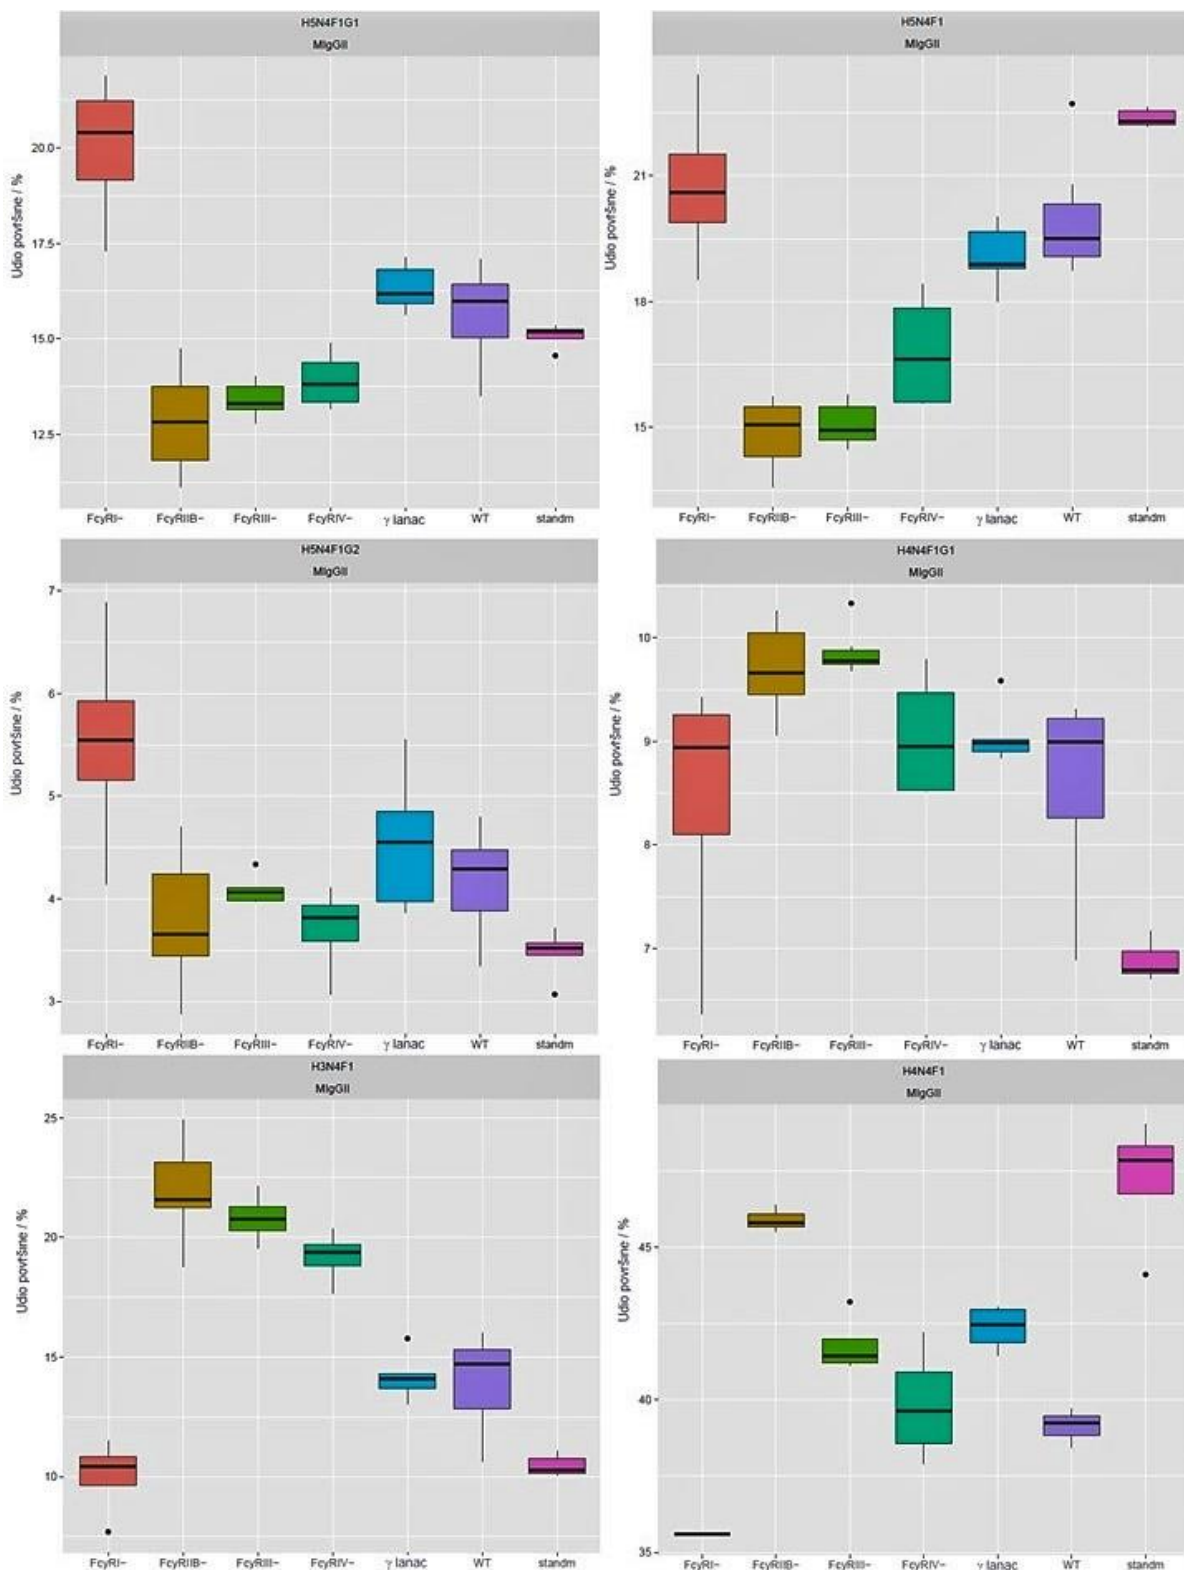 H5N4F1G1
MIgGII
Udio površine / %
20.0
17.5
15.0
12.5
FcγRI- FcγRIIB- FcγRIII- FcγRIV- γ lanac WT standm
H5N4F1
MIgGII
Udio površine / %
21
18
15
FcγRI- FcγRIIB- FcγRIII- FcγRIV- γ lanac WT standm
H5N4F1G2
MIgGII
Udio površine / %
7
6
5
4
3
FcγRI- FcγRIIB- FcγRIII- FcγRIV- γ lanac WT standm
H4N4F1G1
MIgGII
Udio površine / %
10
9
8
7
FcγRI- FcγRIIB- FcγRIII- FcγRIV- γ lanac WT standm
H3N4F1
MIgGII
Udio površine / %
25
20
15
10
FcγRI- FcγRIIB- FcγRIII- FcγRIV- γ lanac WT standm
H4N4F1
MIgGII
Udio površine / %
45
40
35
FcγRI- FcγRIIB- FcγRIII- FcγRIV- γ lanac WT standm